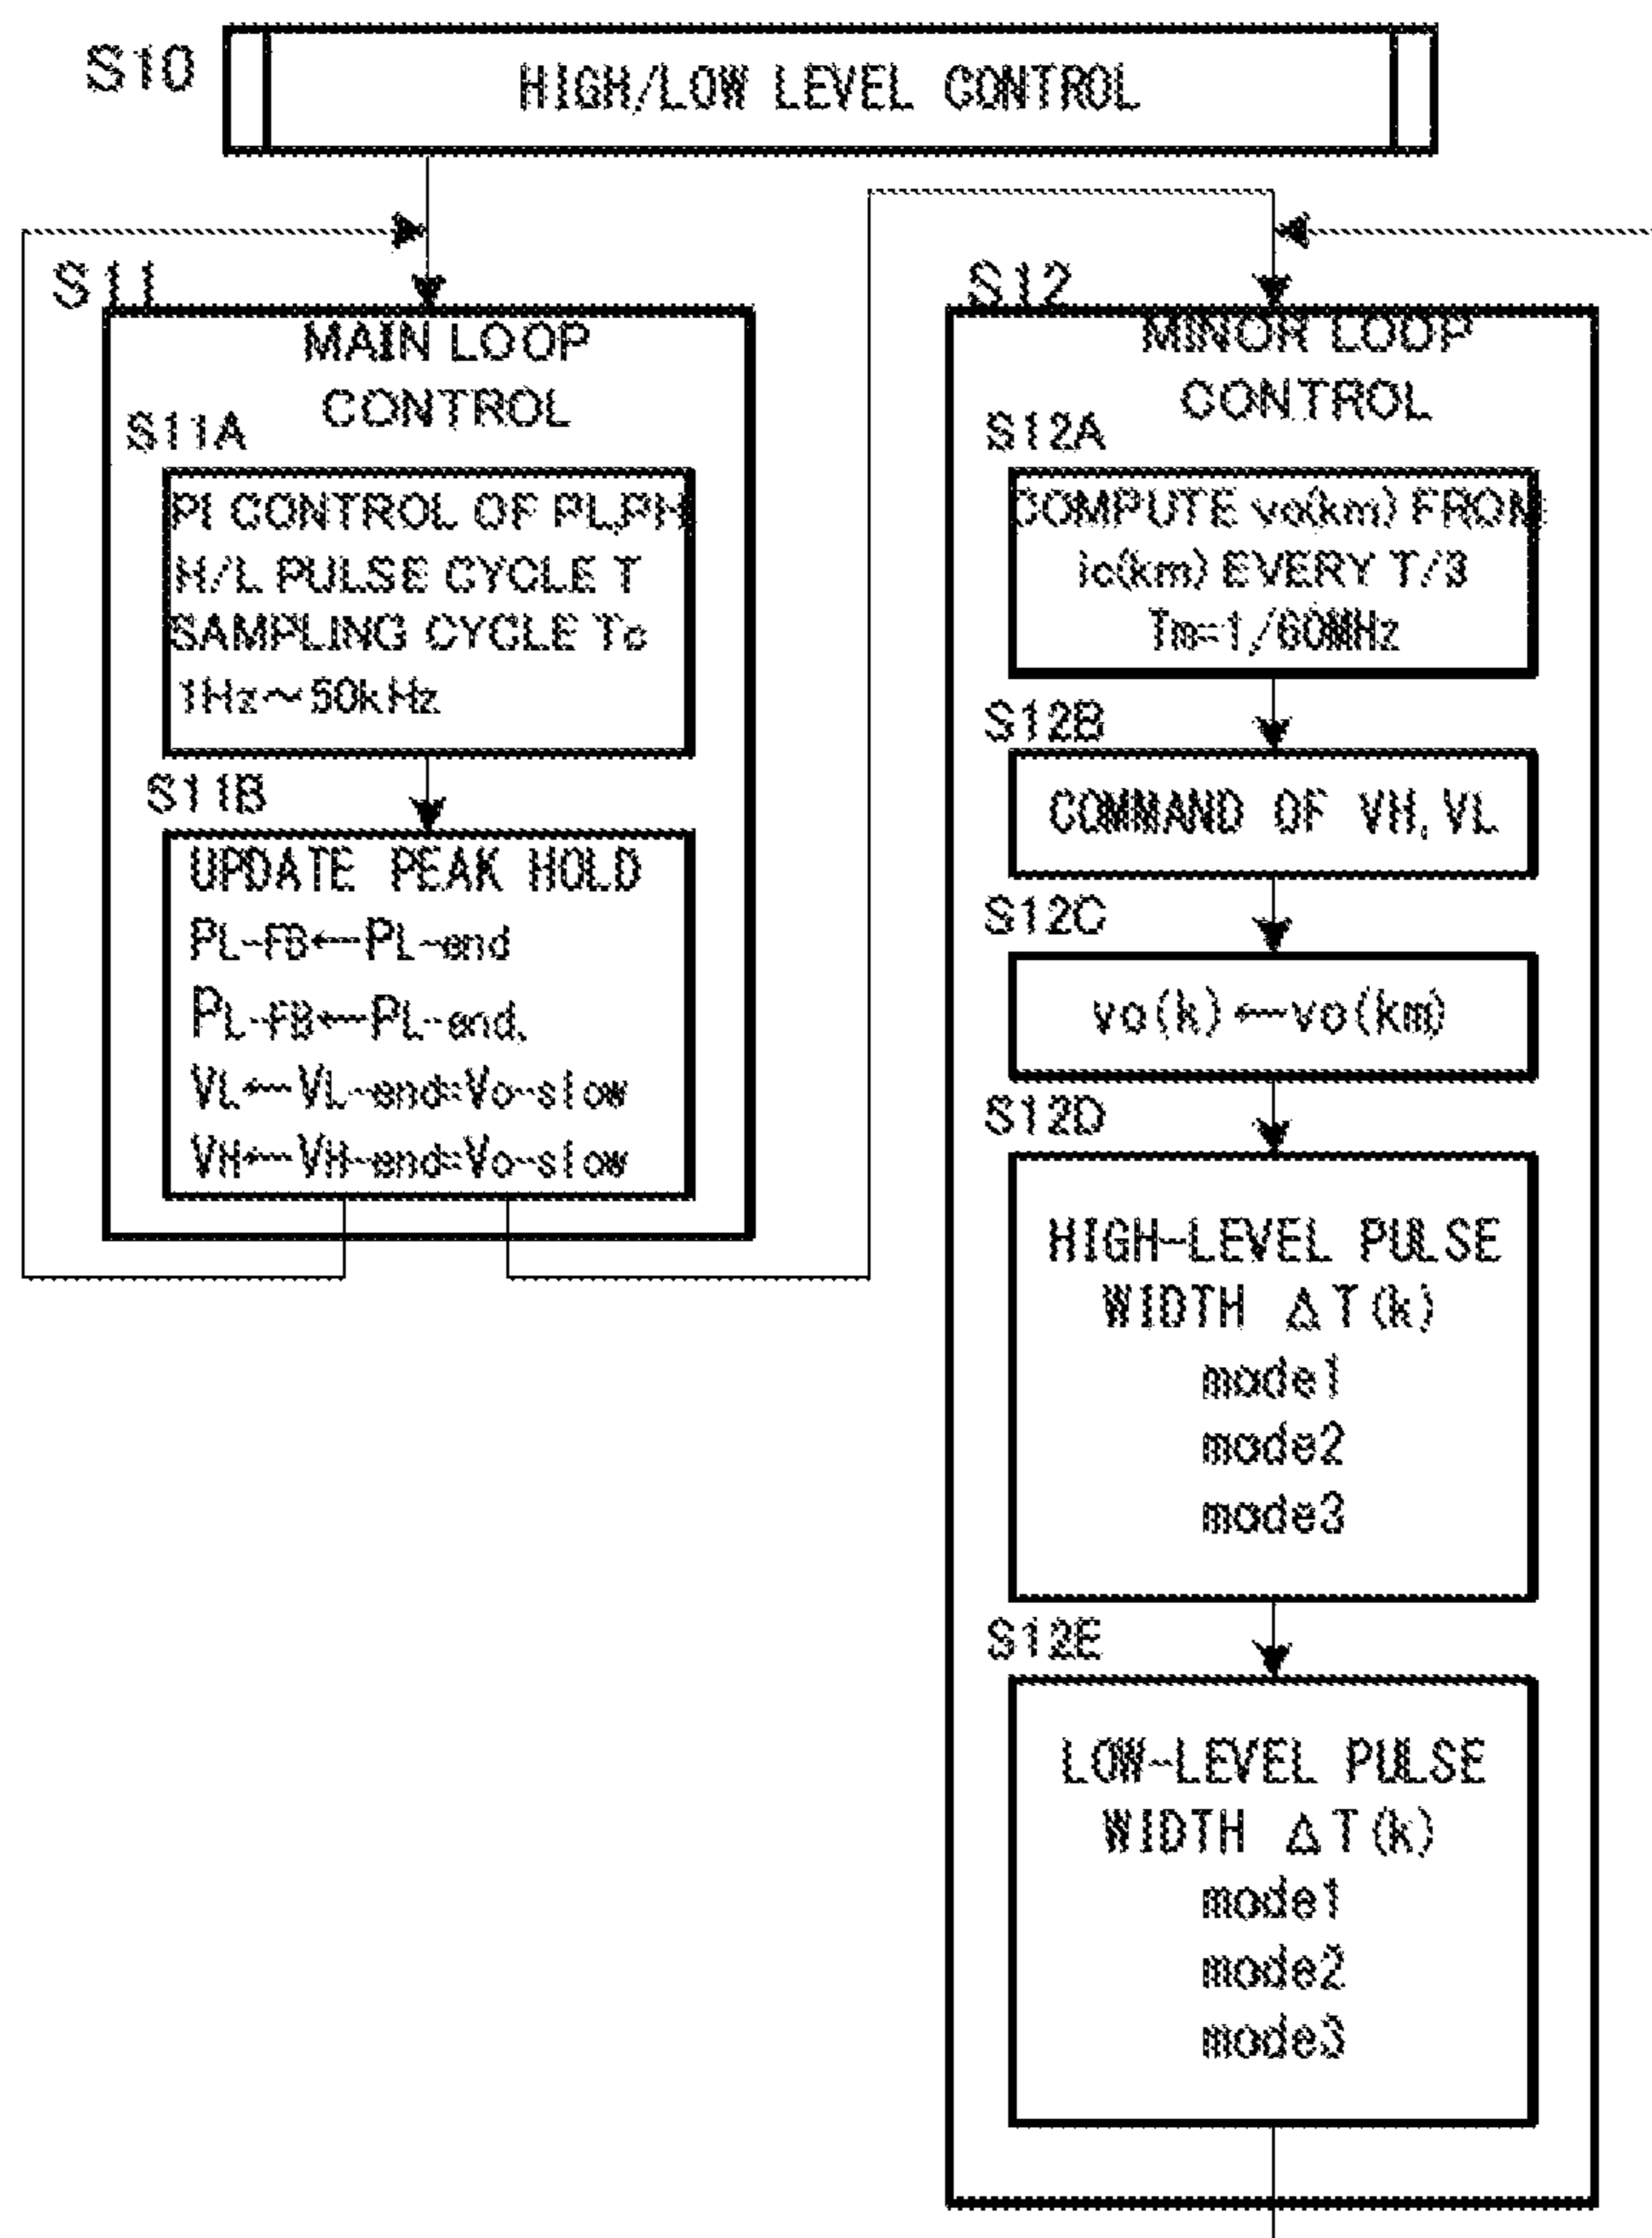 S10
HIGH/LOW LEVEL CONTROL
S11
MAIN LOOP
CONTROL
S11A
PI CONTROL OF PL,PH
H/L PULSE CYCLE T
SAMPLING CYCLE Tc
1Hz～50kHz
S11B
UPDATE PEAK HOLD
PL-FB←PL-end
PL-FB←PL-end,
VL←VL-end=Vo-slow
VH←VH-end=Vo-slow
S12
MINOR LOOP
CONTROL
S12A
COMPUTE vo(km) FROM
ic(km) EVERY T/3
Tm=1/60MHz
S12B
COMMAND OF VH,VL
S12C
vo(k)←vo(km)
S12D
HIGH-LEVEL PULSE
WIDTH ΔT(k)
mode1
mode2
mode3
S12E
LOW-LEVEL PULSE
WIDTH ΔT(k)
mode1
mode2
mode3